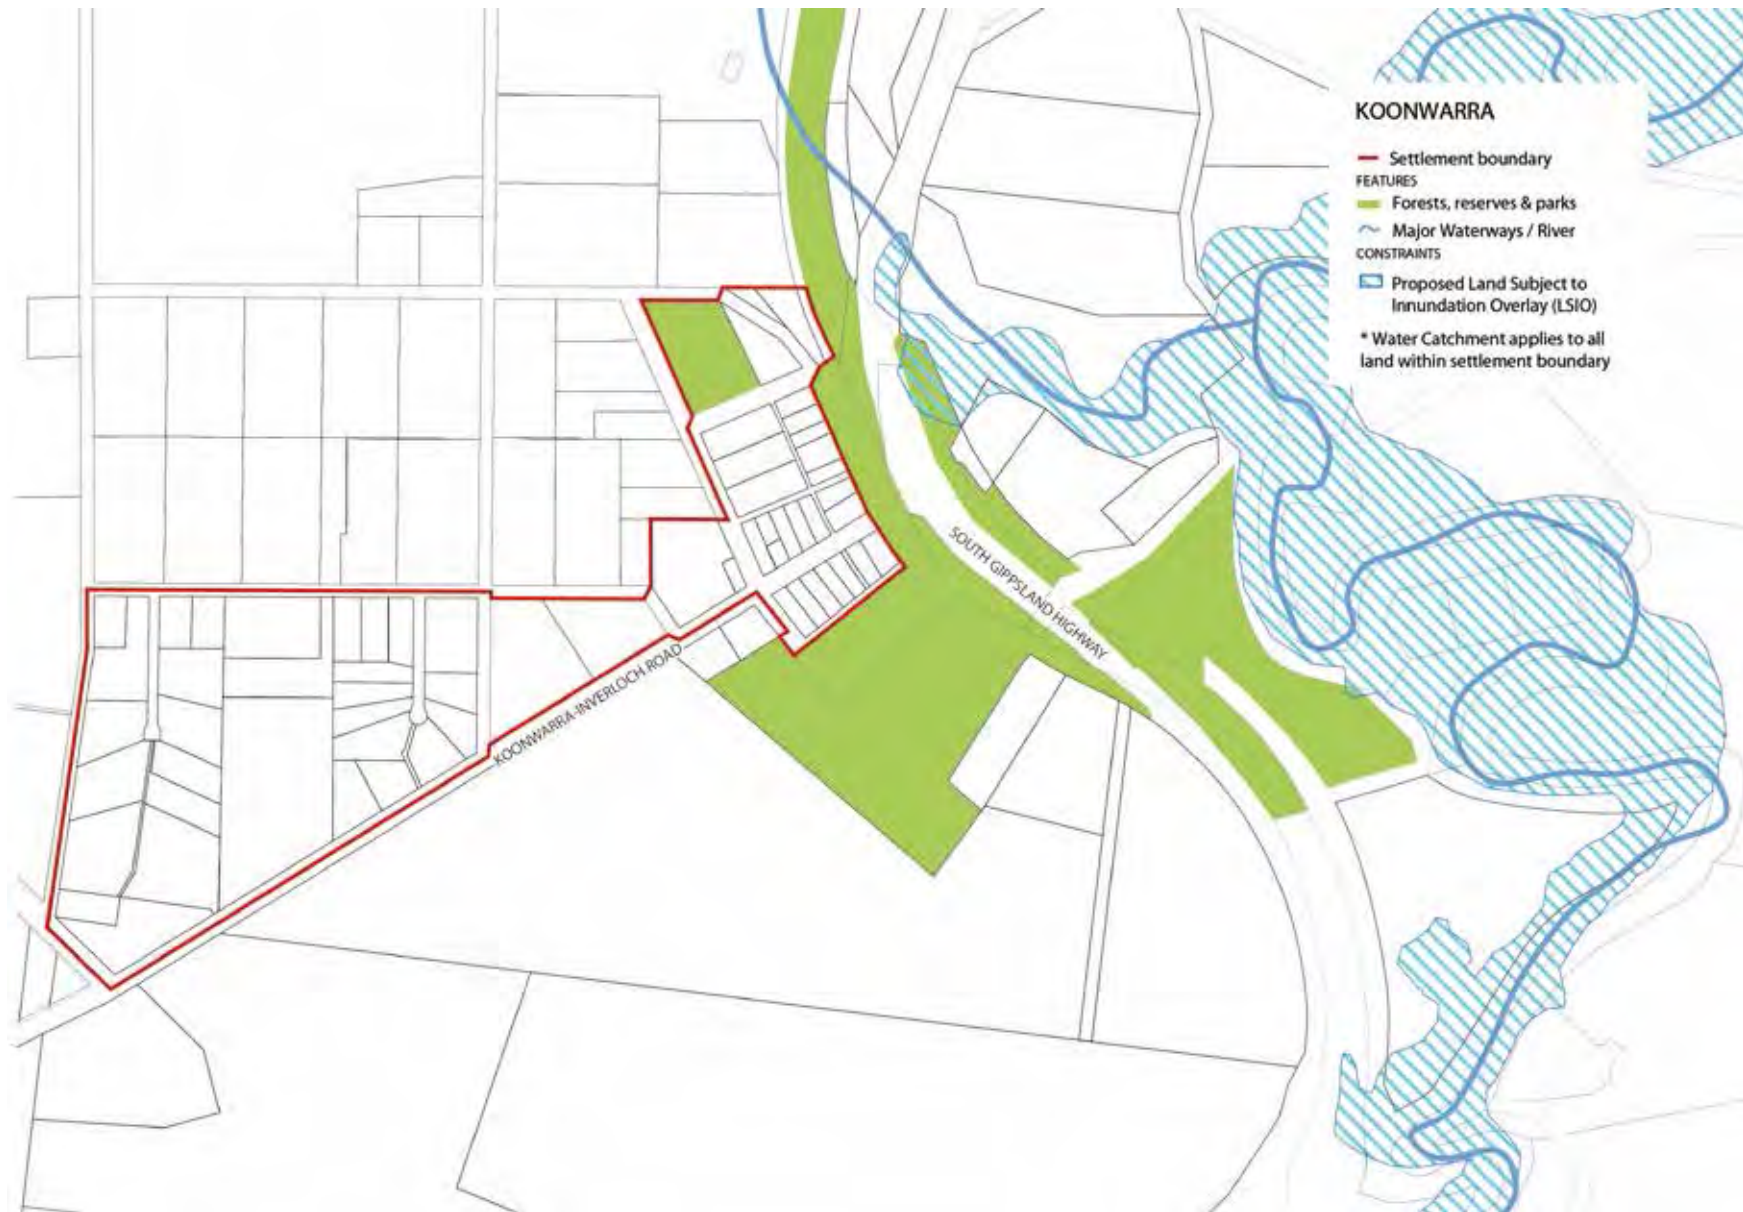 KOONWARRA
Settlement boundary
FEATURES
Forests, reserves & parks
Major Waterways / River
CONSTRAINTS
Proposed Land Subject to
Innundation Overlay (LSIO)
* Water Catchment applies to all
land within settlement boundary
SOUTH GIPPSLAND HIGHWAY
KOONWARRA-INVERLOCH ROAD